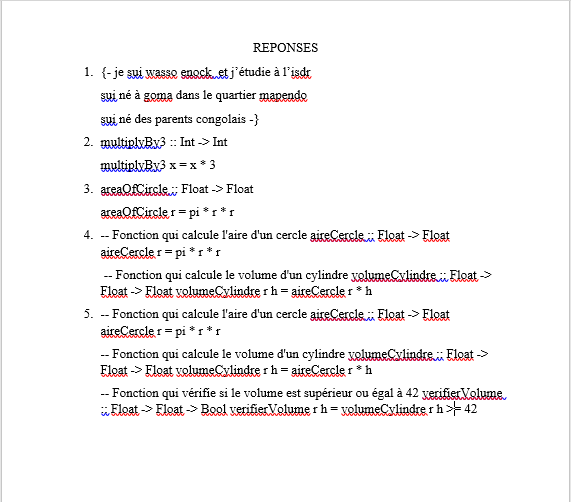 REPONSES
1. {- je sui wasso enock, et j'étudie à l'isdr
sui né à goma dans le quartier mapendo
sui né des parents congolais -}
2. multiplyBy3 :: Int -> Int
multiplyBy3 x = x * 3
3. areaOfCircle :: Float -> Float
areaOfCircle r = pi * r * r
4. -- Fonction qui calcule l'aire d'un cercle aireCercle :: Float -> Float
aireCercle r = pi * r * r
-- Fonction qui calcule le volume d'un cylindre volumeCylindre :: Float ->
Float -> Float volumeCylindre r h = aireCercle r * h
5. -- Fonction qui calcule l'aire d'un cercle aireCercle :: Float -> Float
aireCercle r = pi * r * r
-- Fonction qui calcule le volume d'un cylindre volumeCylindre :: Float ->
Float -> Float volumeCylindre r h = aireCercle r * h
-- Fonction qui vérifie si le volume est supérieur ou égal à 42 verifierVolume
:: Float -> Float -> Bool verifierVolume r h = volumeCylindre r h >= 42